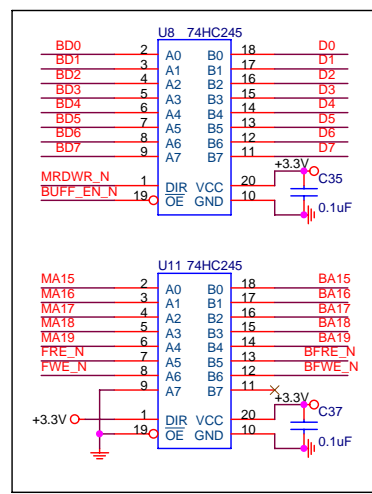 U8 74HC245
BD0 2 A0 B0 18 D0
BD1 3 A1 B1 17 D1
BD2 4 A2 B2 16 D2
BD3 5 A3 B3 15 D3
BD4 6 A4 B4 14 D4
BD5 7 A5 B5 13 D5
BD6 8 A6 B6 12 D6
BD7 9 A7 B7 11 D7
+3.3V
MRDWR_N 1 DIR VCC 20 C35
BUFF_EN_N 19 OE GND 10 0.1uF
U11 74HC245
MA15 2 A0 B0 18 BA15
MA16 3 A1 B1 17 BA16
MA17 4 A2 B2 16 BA17
MA18 5 A3 B3 15 BA18
MA19 6 A4 B4 14 BA19
FRE_N 7 A5 B5 13 BFRE_N
FWE_N 8 A6 B6 12 BFWE_N
9 A7 B7 11
+3.3V
+3.3V 1 DIR VCC 20 C37
19 OE GND 10 0.1uF